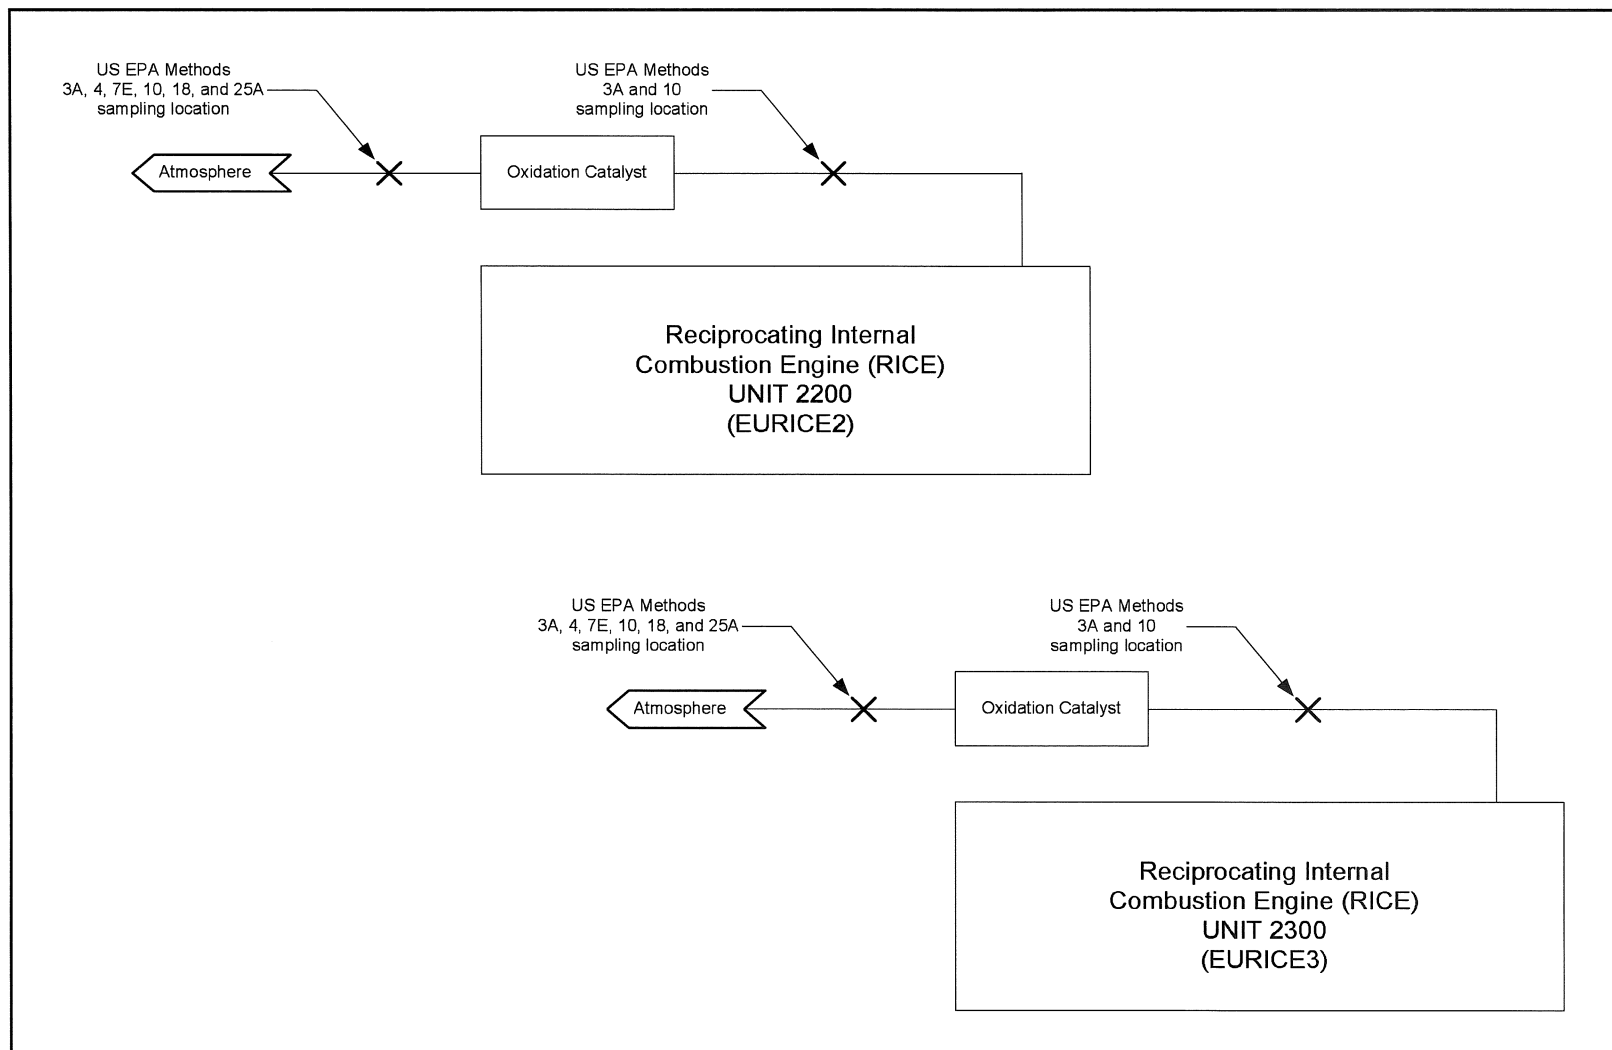 US EPA Methods
3A, 4, 7E, 10, 18, and 25A
sampling location
US EPA Methods
3A and 10
sampling location
Atmosphere
Oxidation Catalyst
Reciprocating Internal
Combustion Engine (RICE)
UNIT 2200
(EURICE2)
US EPA Methods
3A, 4, 7E, 10, 18, and 25A
sampling location
US EPA Methods
3A and 10
sampling location
Atmosphere
Oxidation Catalyst
Reciprocating Internal
Combustion Engine (RICE)
UNIT 2300
(EURICE3)